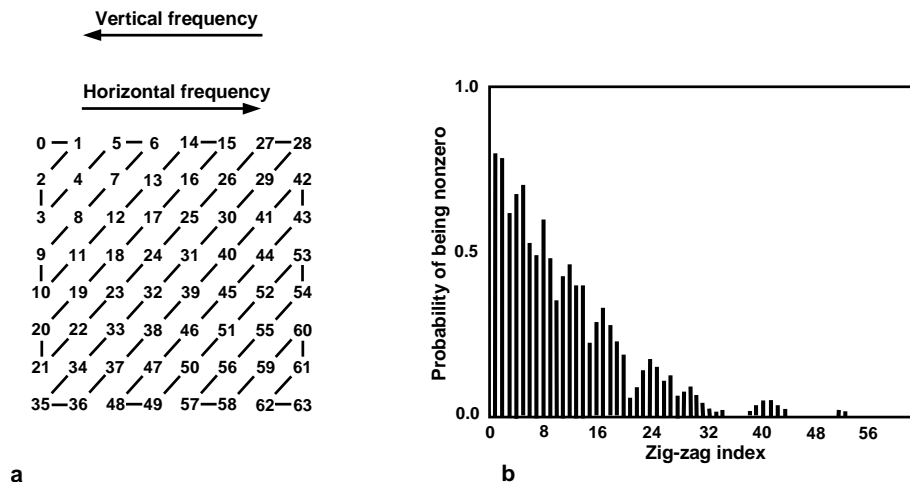 Vertical frequency
Horizontal frequency
0 1 5 6 14 15 27 28
2 4 7 13 16 26 29 42
3 8 12 17 25 30 41 43
9 11 18 24 31 40 44 53
10 19 23 32 39 45 52 54
20 22 33 38 46 51 55 60
21 34 37 47 50 56 59 61
35 36 48 49 57 58 62 63
a
Probability of being nonzero
1.0
0.5
0.0
0 8 16 24 32 40 48 56
Zig-zag index
b